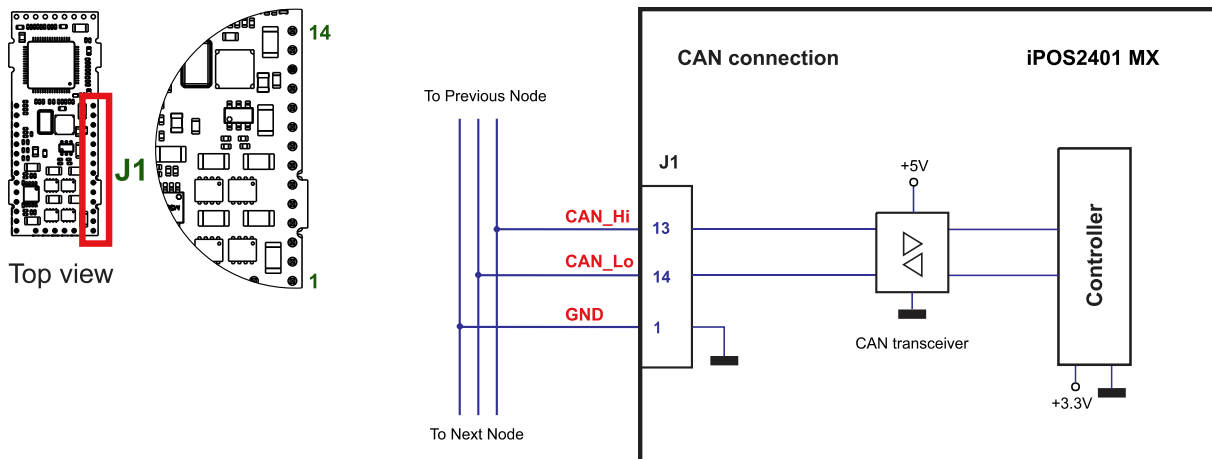 14
J1
1
Top view
CAN connection
iPOS2401 MX
To Previous Node
J1
+5V
CAN_Hi
13
CAN_Lo
14
GND
1
CAN transceiver
Controller
+3.3V
To Next Node